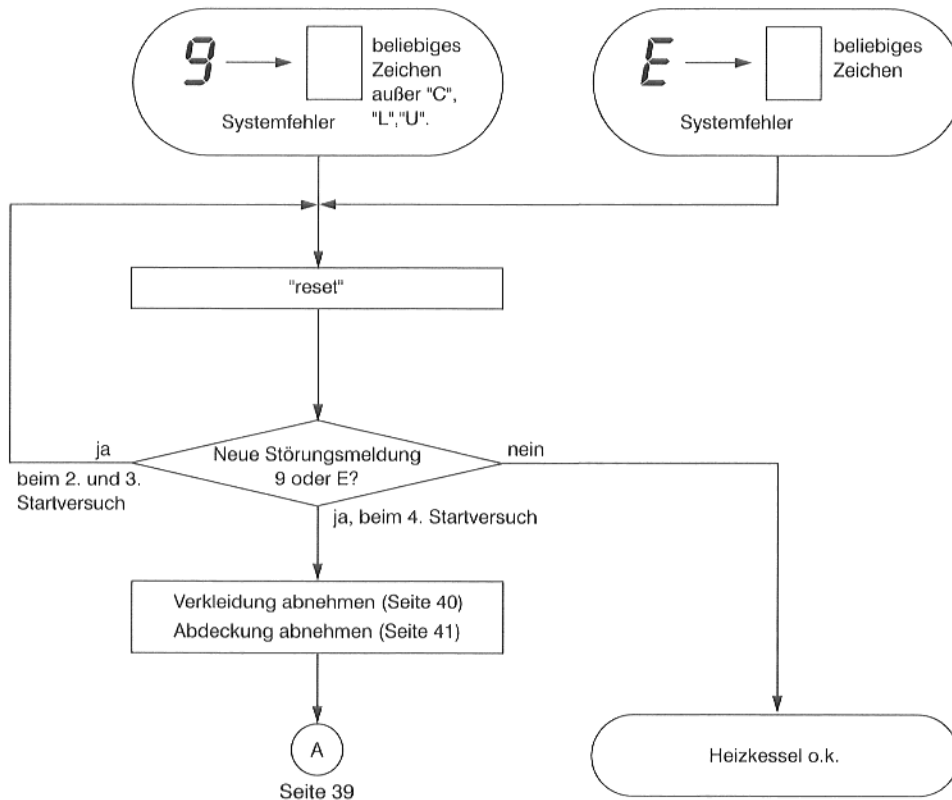 9
beliebiges
Zeichen
außer "C",
"L","U".
Systemfehler
E
beliebiges
Zeichen
Systemfehler
"reset"
ja
beim 2. und 3.
Startversuch
Neue Störungsmeldung
9 oder E?
nein
ja, beim 4. Startversuch
Verkleidung abnehmen (Seite 40)
Abdeckung abnehmen (Seite 41)
A
Seite 39
Heizkessel o.k.